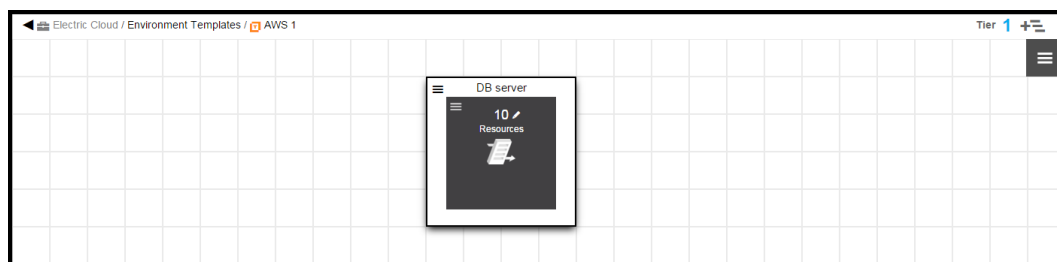 Electric Cloud / Environment Templates / AWS 1
Tier 1
DB server
10
Resources